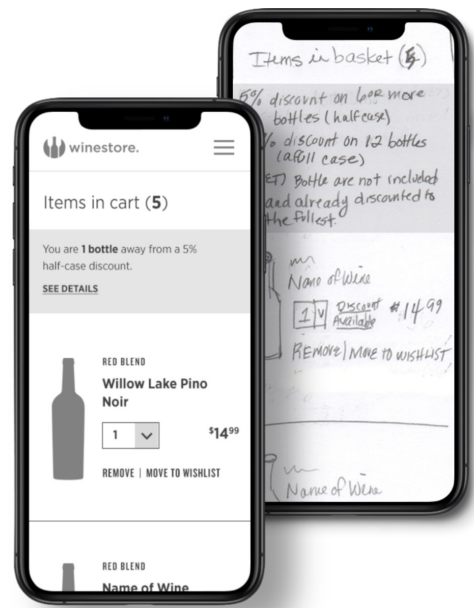 winestore.
Items in cart (5)
You are 1 bottle away from a 5%
half-case discount.
SEE DETAILS
RED BLEND
Willow Lake Pino
Noir
1
$14⁹⁹
REMOVE | MOVE TO WISHLIST
RED BLEND
Name of Wine
Items in basket (5)
5% discount on 6 or more
bottles (half case)
% discount on 12 bottles
(a full case)
Bottle are not included
and already discounted to
the fullest.
Name of Wine
1 Discount $14.99
Available
REMOVE | MOVE TO WISHLIST
Name of Wine